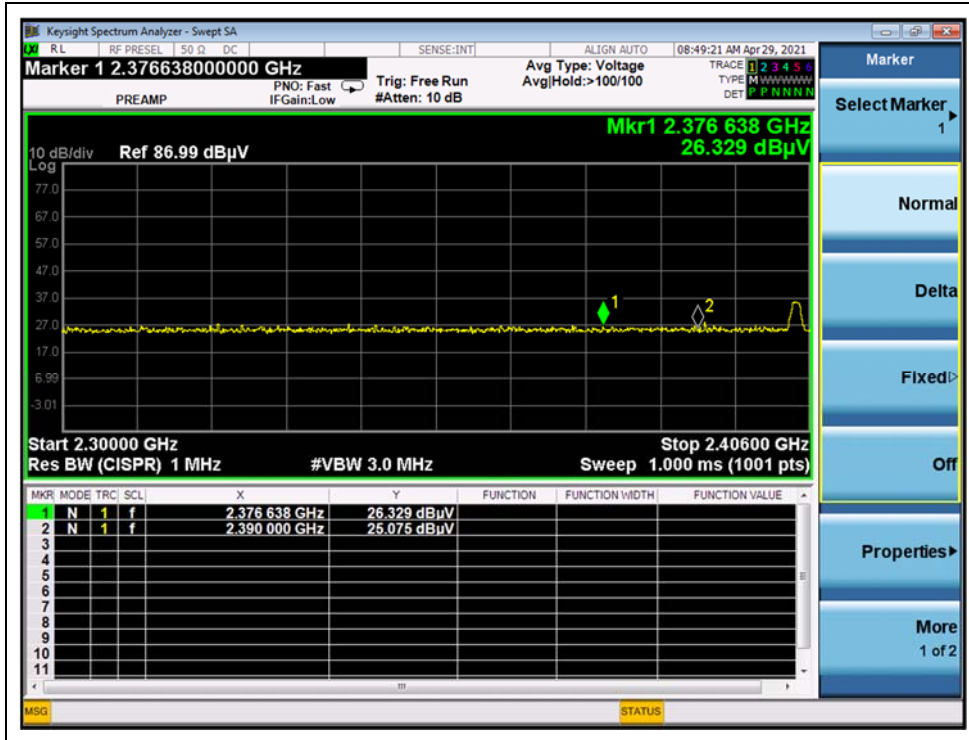 Keysight Spectrum Analyzer - Swept SA
LXI RL RF PRESEL 50 Ω DC SENSE:INT ALIGN AUTO 08:49:21 AM Apr 29, 2021
Marker 1 2.376638000000 GHz
PREAMP
PNO: Fast
IFGain:Low
Trig: Free Run
#Atten: 10 dB
Avg Type: Voltage
Avg|Hold:>100/100
TRACE 1 2 3 4 5 6
TYPE M W W W W W
DET P P N N N N
Mkr1 2.376 638 GHz
26.329 dBµV
10 dB/div Ref 86.99 dBµV
Log
77.0
67.0
57.0
47.0
37.0
27.0
17.0
6.99
-3.01
1
2
Start 2.30000 GHz Stop 2.40600 GHz
Res BW (CISPR) 1 MHz #VBW 3.0 MHz Sweep 1.000 ms (1001 pts)
MKR MODE TRC SCL X Y FUNCTION FUNCTION WIDTH FUNCTION VALUE
1 N 1 f 2.376 638 GHz 26.329 dBµV
2 N 1 f 2.390 000 GHz 25.075 dBµV
3
4
5
6
7
8
9
10
11
MSG STATUS
Marker
Select Marker
1
Normal
Delta
Fixed
Off
Properties
More
1 of 2